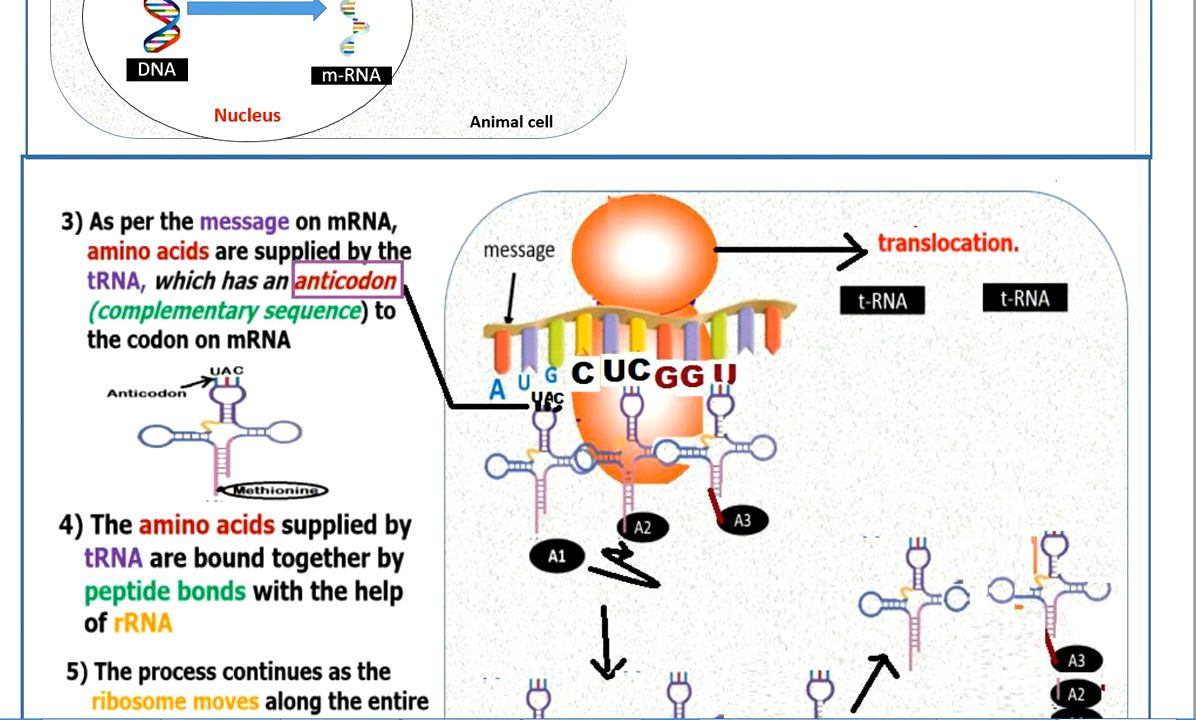 DNA
m-RNA
Nucleus
Animal cell
3) As per the message on mRNA,
amino acids are supplied by the
tRNA, which has an anticodon
(complementary sequence) to
the codon on mRNA
UAC
Anticodon
Methionine
4) The amino acids supplied by
tRNA are bound together by
peptide bonds with the help
of rRNA
5) The process continues as the
ribosome moves along the entire
message
translocation.
t-RNA
t-RNA
A U G C U C G G U
UAC
A1
A2
A3
A3
A2